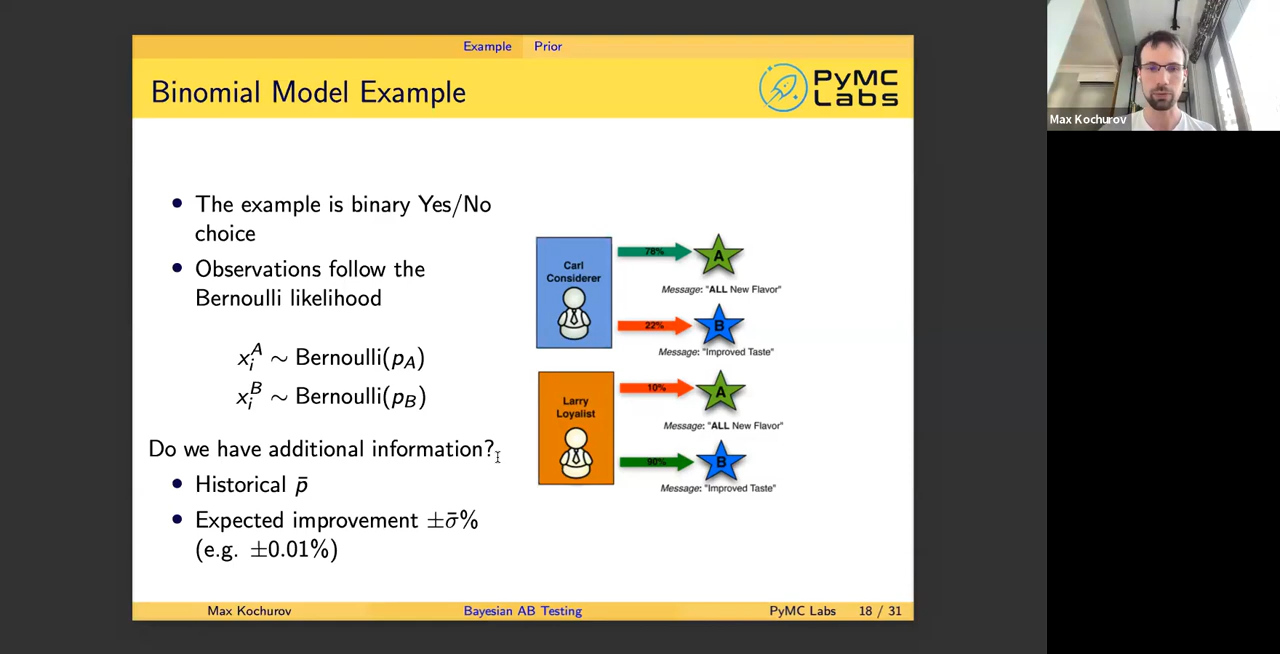 Example Prior
Binomial Model Example
PyMC
Labs
Max Kochurov
• The example is binary Yes/No
choice
• Observations follow the
Bernoulli likelihood
x_i^A ∼ Bernoulli(p_A)
x_i^B ∼ Bernoulli(p_B)
Do we have additional information?
• Historical p̄
• Expected improvement ±σ̄%
(e.g. ±0.01%)
Carl
Considerer
78%
A
Message: "ALL New Flavor"
22%
B
Message: "Improved Taste"
Larry
Loyalist
10%
A
Message: "ALL New Flavor"
90%
B
Message: "Improved Taste"
Max Kochurov Bayesian AB Testing PyMC Labs 18 / 31